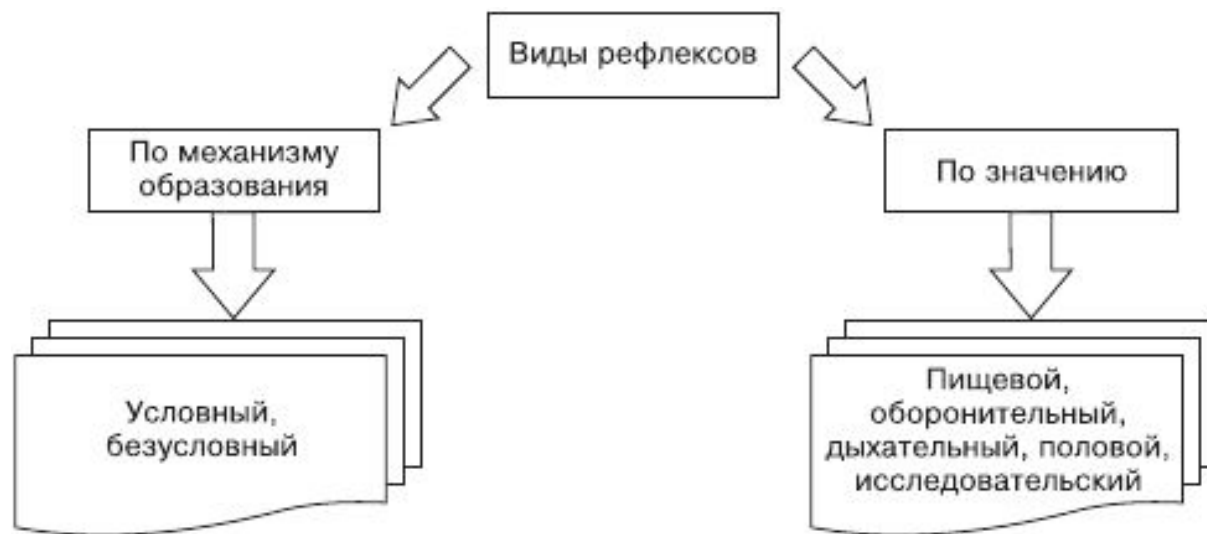 Виды рефлексов
По механизму
образования
По значению
Условный,
безусловный
Пищевой,
оборонительный,
дыхательный, половой,
исследовательский